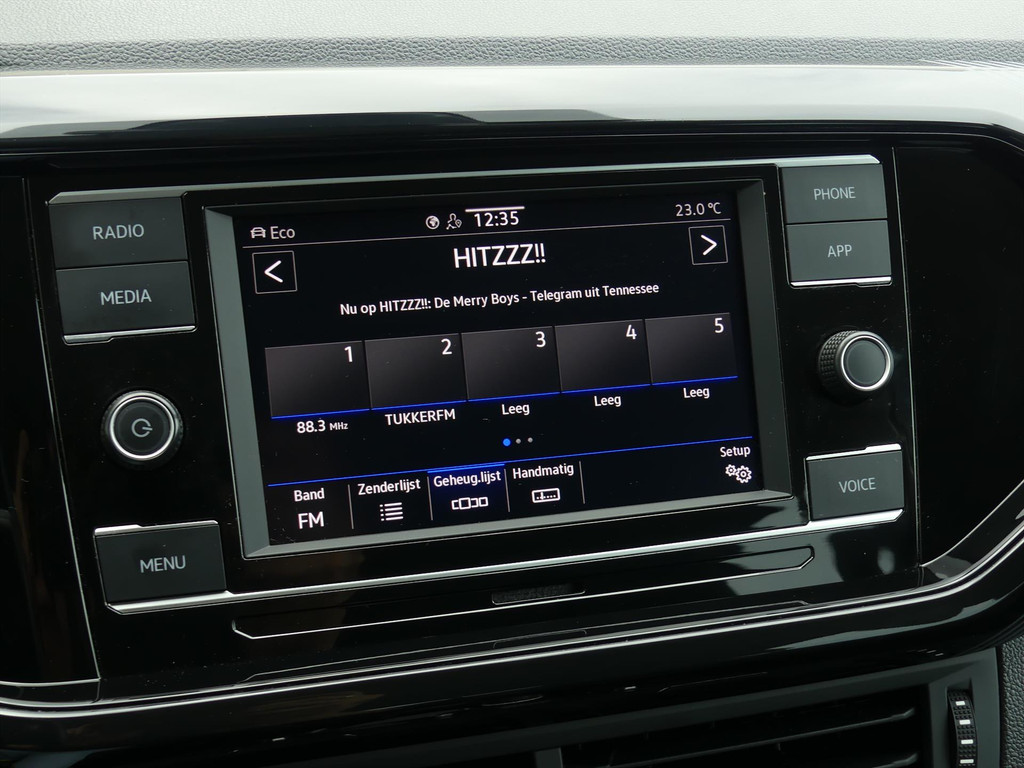 RADIO
MEDIA
MENU
PHONE
APP
VOICE
Eco
12:35
23.0 °C
<
HITZZZ!!
>
Nu op HITZZZ!!: De Merry Boys - Telegram uit Tennessee
1 2 3 4 5
88.3 MHz TUKKERFM Leeg Leeg Leeg
Setup
Band Zenderlijst Geheug.lijst Handmatig
FM